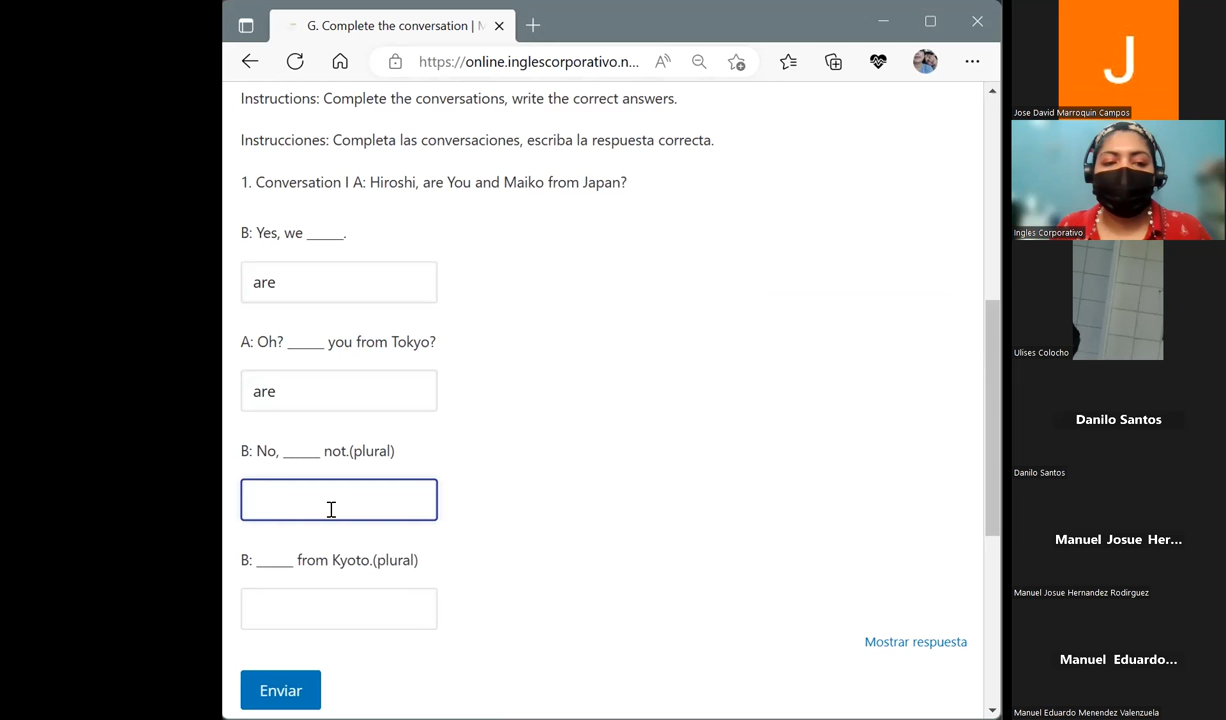 G. Complete the conversation |
https://online.inglescorporativo.n...
Instructions: Complete the conversations, write the correct answers.
Instrucciones: Completa las conversaciones, escriba la respuesta correcta.
1. Conversation I A: Hiroshi, are You and Maiko from Japan?
B: Yes, we _____.
are
A: Oh? _____ you from Tokyo?
are
B: No, _____ not.(plural)
B: _____ from Kyoto.(plural)
Mostrar respuesta
Enviar
J
Jose David Marroquin Campos
Ingles Corporativo
Ulises Colocho
Danilo Santos
Danilo Santos
Manuel Josue Her...
Manuel Josue Hernandez Rodirguez
Manuel Eduardo...
Manuel Eduardo Menendez Valenzuela